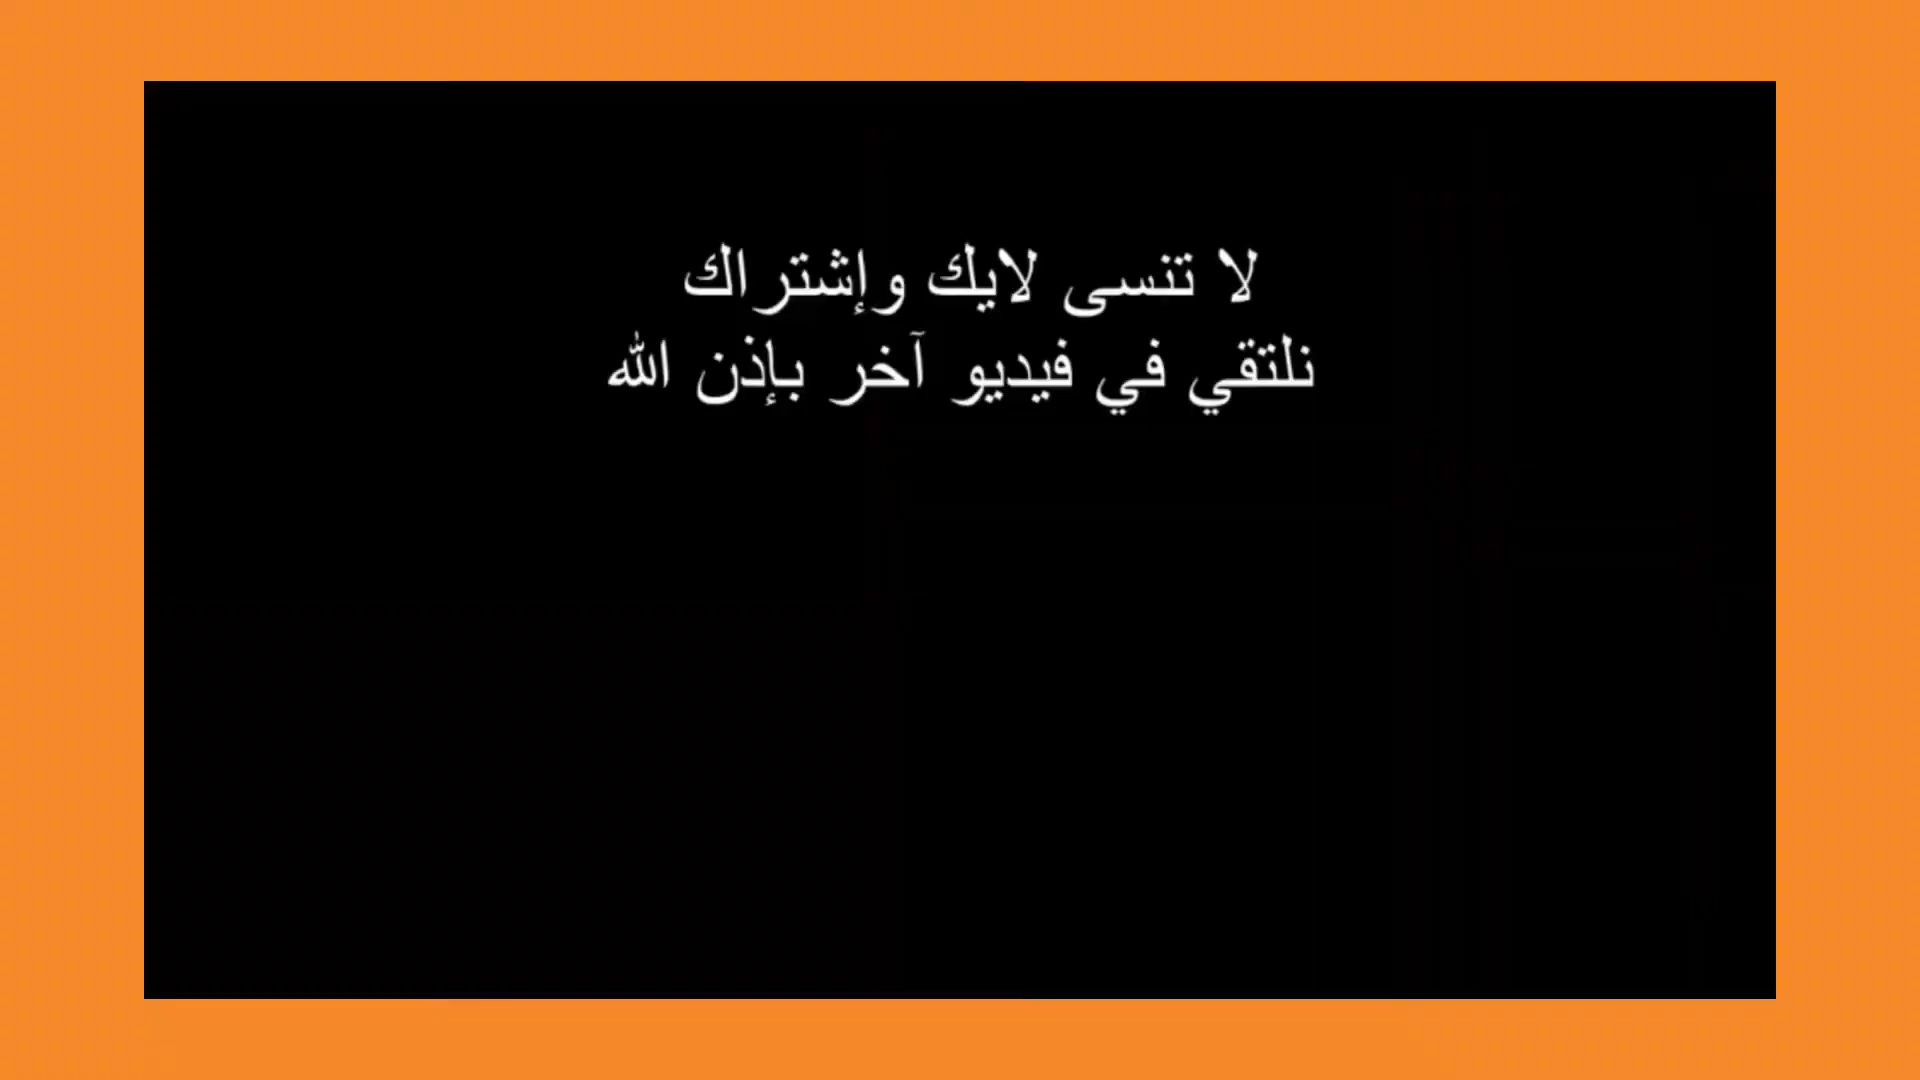 لا تنسى لايك وإشتراك
نلتقي في فيديو آخر بإذن الله